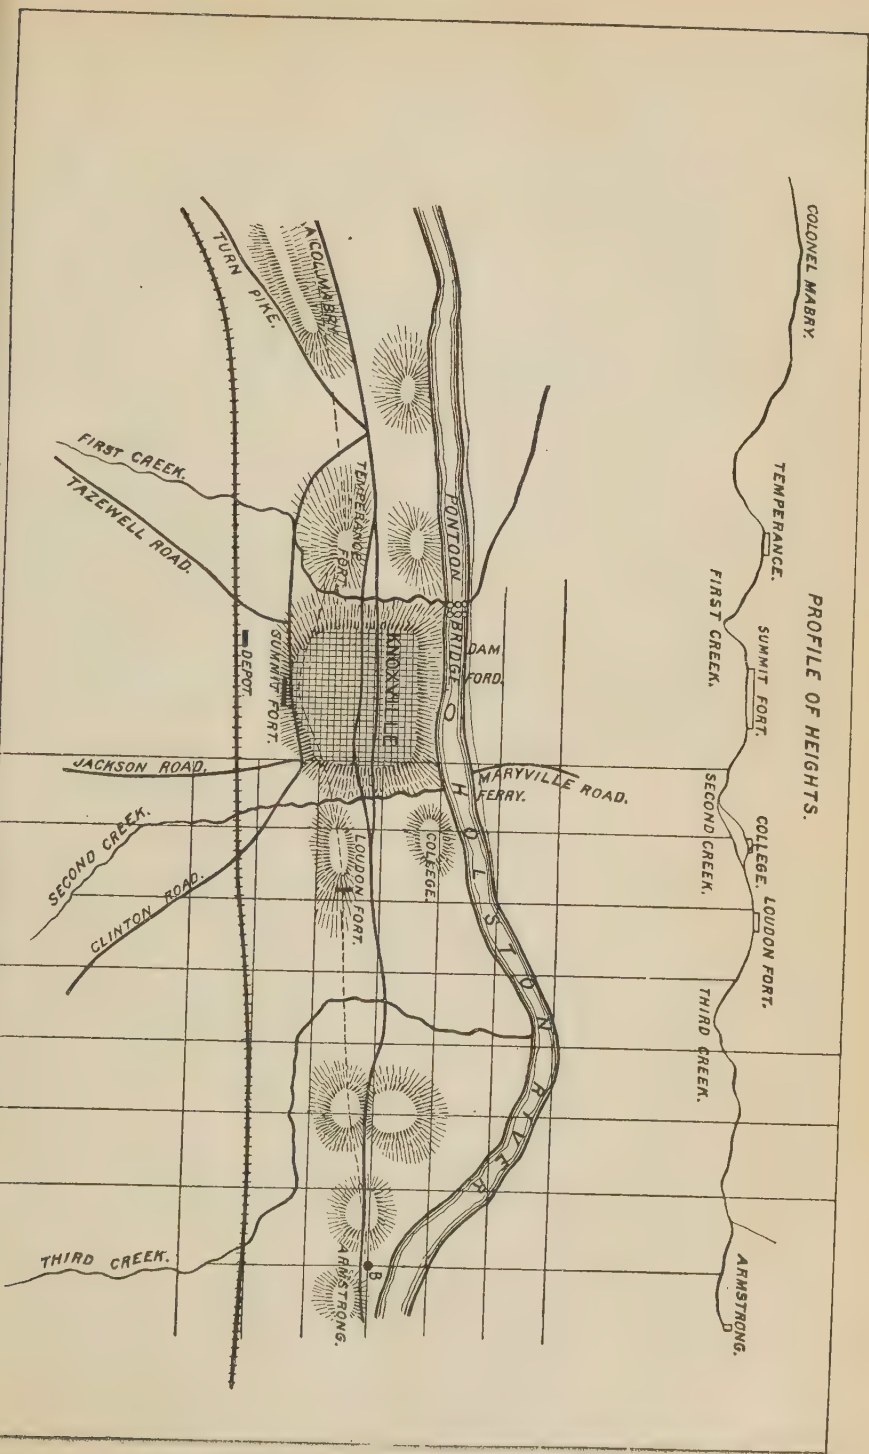 PROFILE OF HEIGHTS.
COLONEL MABRY.
TEMPERANCE.
FIRST CREEK.
SUMMIT FORT.
SECOND CREEK.
COLLEGE.
LOUDON FORT.
THIRD CREEK.
ARMSTRONG.
PONTOON BRIDGE
DAM
FORD.
MARYVILLE ROAD.
FERRY.
HOLSTON RIVER
A COL. MABRY.
TURN PIKE.
TEMPERANCE
FORT.
KNOXVILLE
COLLEGE.
LOUDON FORT.
B
ARMSTRONG.
FIRST CREEK.
TAZEWELL ROAD.
SUMMIT FORT.
DEPOT.
JACKSON ROAD.
SECOND CREEK.
CLINTON ROAD.
THIRD CREEK.